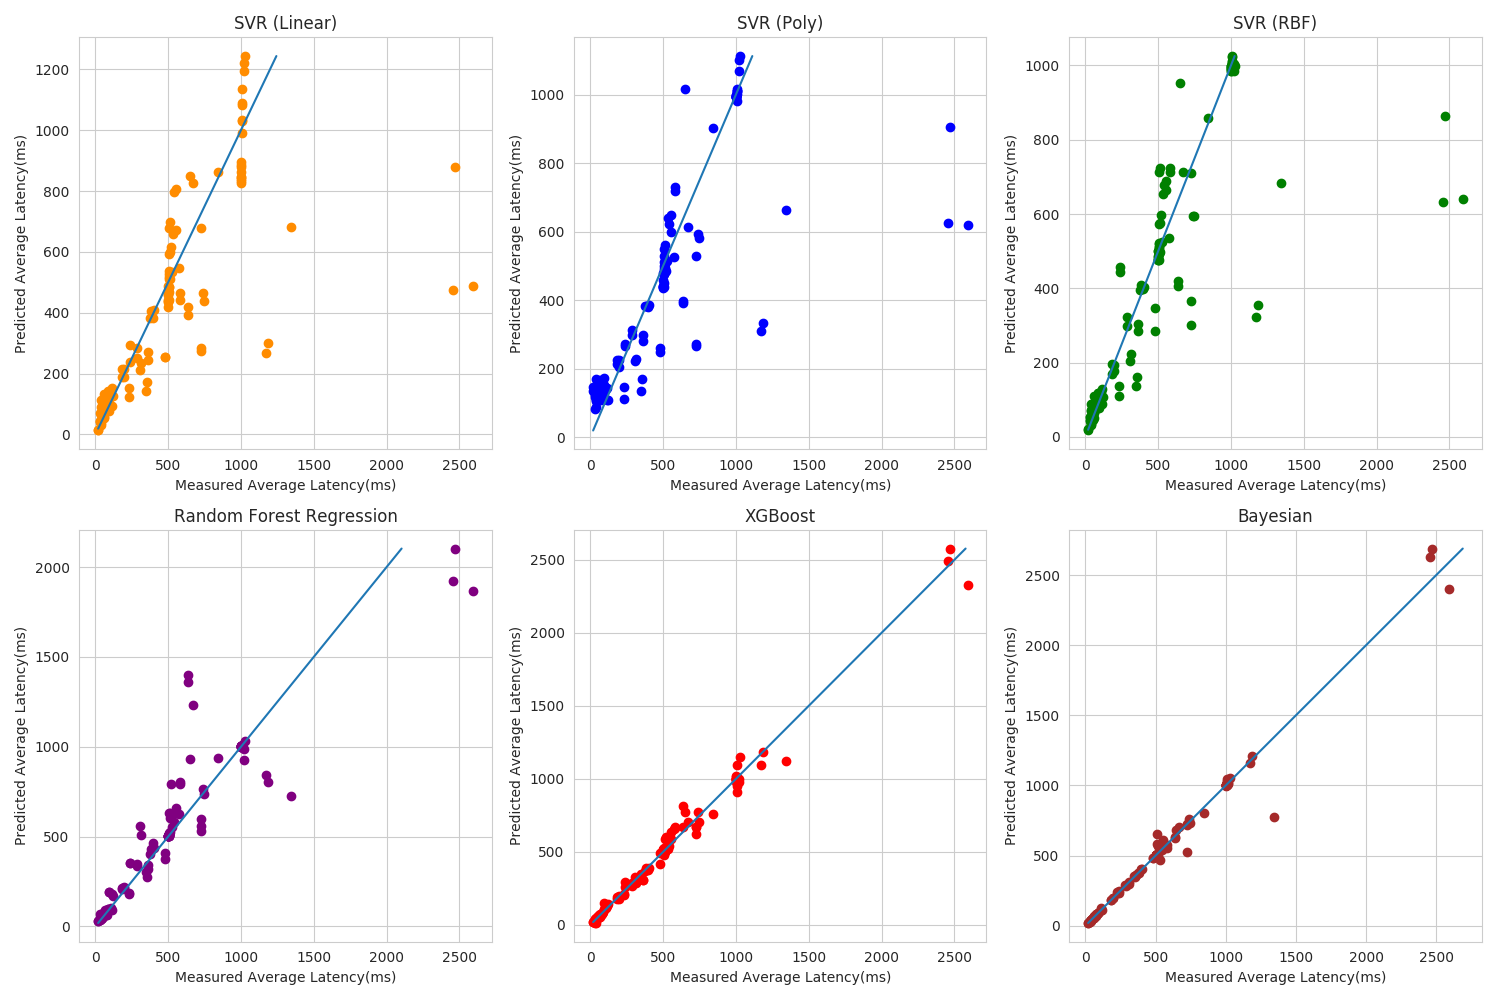 SVR (Linear)
SVR (Poly)
SVR (RBF)
Predicted Average Latency(ms)
1200
1000
800
600
400
200
0
0 500 1000 1500 2000 2500
Measured Average Latency(ms)
Predicted Average Latency(ms)
1000
800
600
400
200
0
0 500 1000 1500 2000 2500
Measured Average Latency(ms)
Predicted Average Latency(ms)
1000
800
600
400
200
0
0 500 1000 1500 2000 2500
Measured Average Latency(ms)
Random Forest Regression
XGBoost
Bayesian
Predicted Average Latency(ms)
2000
1500
1000
500
0
0 500 1000 1500 2000 2500
Measured Average Latency(ms)
Predicted Average Latency(ms)
2500
2000
1500
1000
500
0
0 500 1000 1500 2000 2500
Measured Average Latency(ms)
Predicted Average Latency(ms)
2500
2000
1500
1000
500
0
0 500 1000 1500 2000 2500
Measured Average Latency(ms)